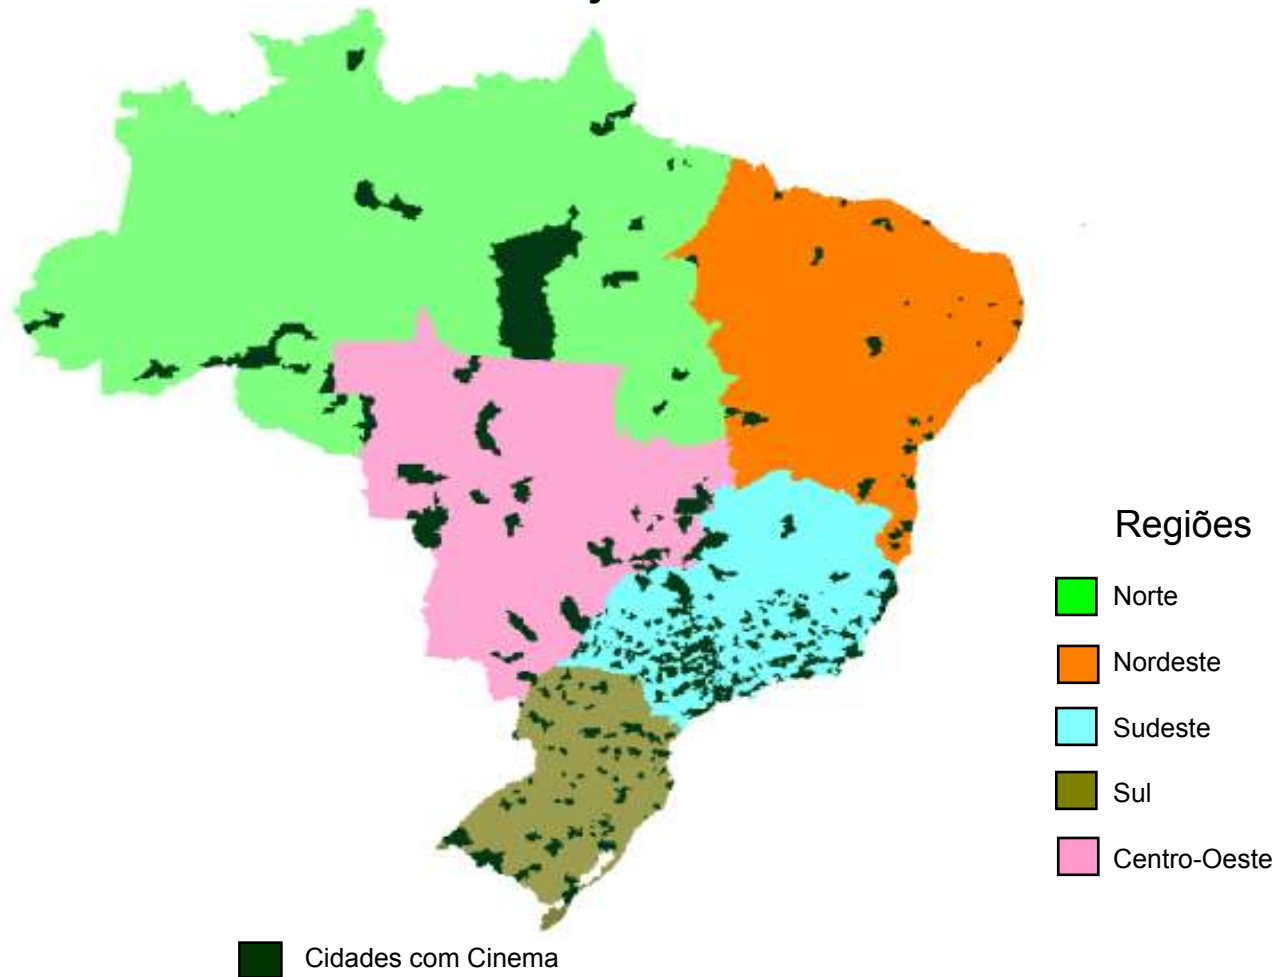 Regiões
Norte
Nordeste
Sudeste
Sul
Centro-Oeste
Cidades com Cinema